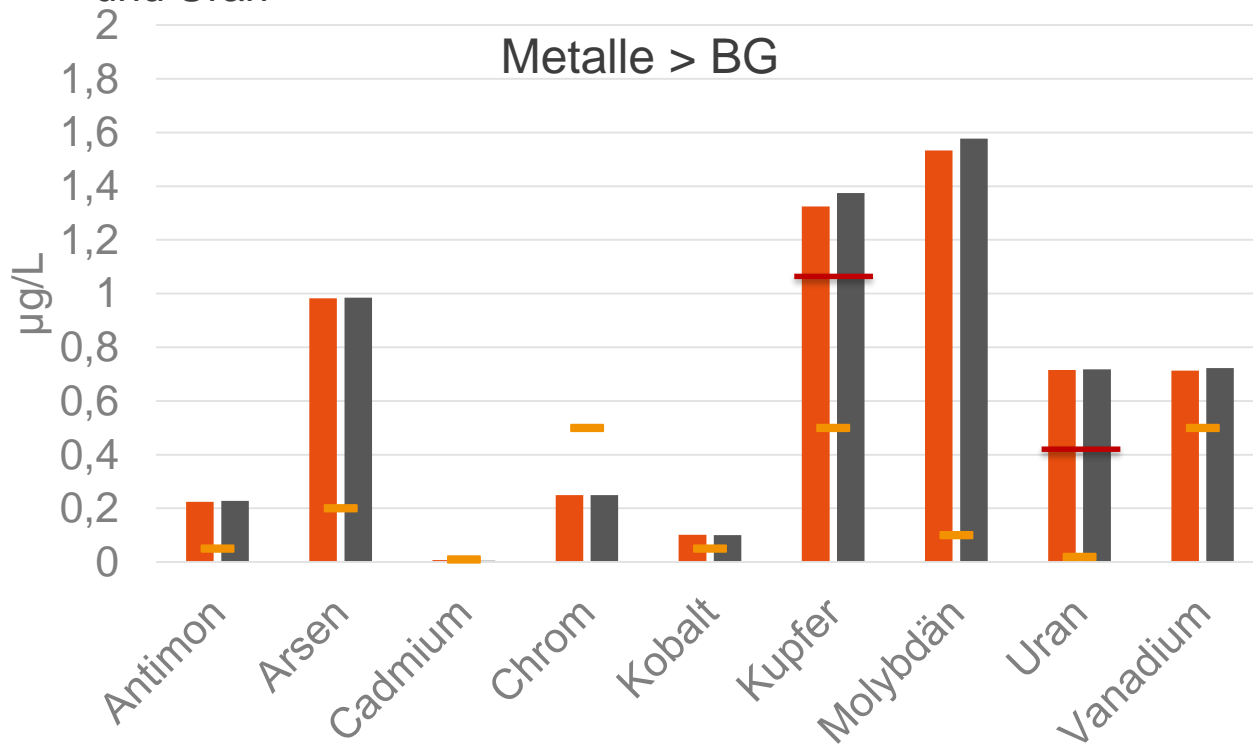 Metalle > BG
2
1,8
1,6
1,4
1,2
1
0,8
0,6
0,4
0,2
0
µg/L
Antimon
Arsen
Cadmium
Chrom
Kobalt
Kupfer
Molybdän
Uran
Vanadium